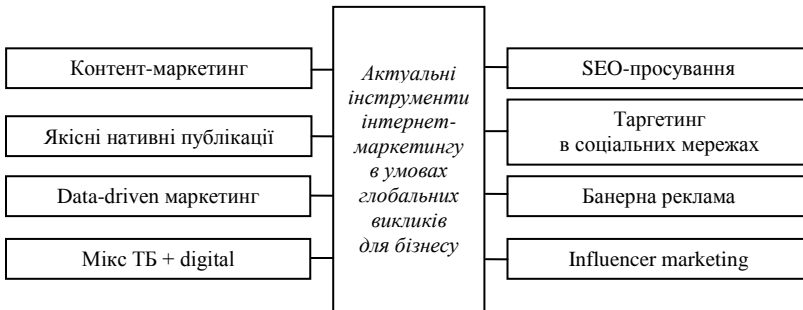 Контент-маркетинг
Якісні нативні публікації
Data-driven маркетинг
Мікс ТБ + digital
Актуальні
інструменти
інтернет-
маркетингу
в умовах
глобальних
викликів
для бізнесу
SEO-просування
Таргетинг
в соціальних мережах
Банерна реклама
Influencer marketing